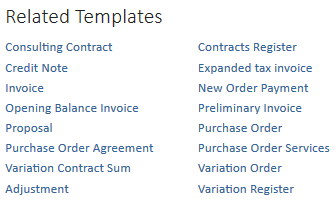 Related Templates
Consulting Contract
Credit Note
Invoice
Opening Balance Invoice
Proposal
Purchase Order Agreement
Variation Contract Sum
Adjustment
Contracts Register
Expanded tax invoice
New Order Payment
Preliminary Invoice
Purchase Order
Purchase Order Services
Variation Order
Variation Register